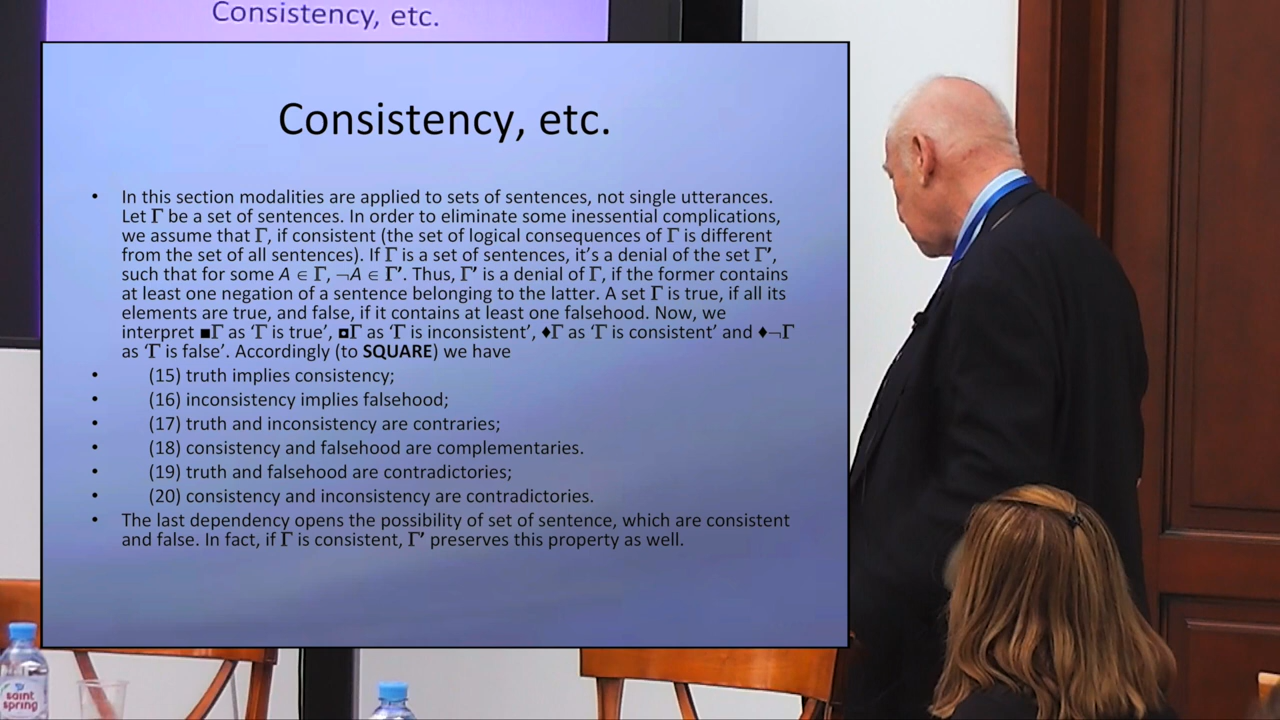 Consistency, etc.
Consistency, etc.
• In this section modalities are applied to sets of sentences, not single utterances.
Let Γ be a set of sentences. In order to eliminate some inessential complications,
we assume that Γ, if consistent (the set of logical consequences of Γ is different
from the set of all sentences). If Γ is a set of sentences, it’s a denial of the set Γ’,
such that for some A ∈ Γ, ¬A ∈ Γ’. Thus, Γ’ is a denial of Γ, if the former contains
at least one negation of a sentence belonging to the latter. A set Γ is true, if all its
elements are true, and false, if it contains at least one falsehood. Now, we
interpret ■Γ as ‘Γ is true’, ◘Γ as ‘Γ is inconsistent’, ♦Γ as ‘Γ is consistent’ and ♦¬Γ
as ‘Γ is false’. Accordingly (to SQUARE) we have
• (15) truth implies consistency;
• (16) inconsistency implies falsehood;
• (17) truth and inconsistency are contraries;
• (18) consistency and falsehood are complementaries.
• (19) truth and falsehood are contradictories;
• (20) consistency and inconsistency are contradictories.
• The last dependency opens the possibility of set of sentence, which are consistent
and false. In fact, if Γ is consistent, Γ’ preserves this property as well.
saint
spring